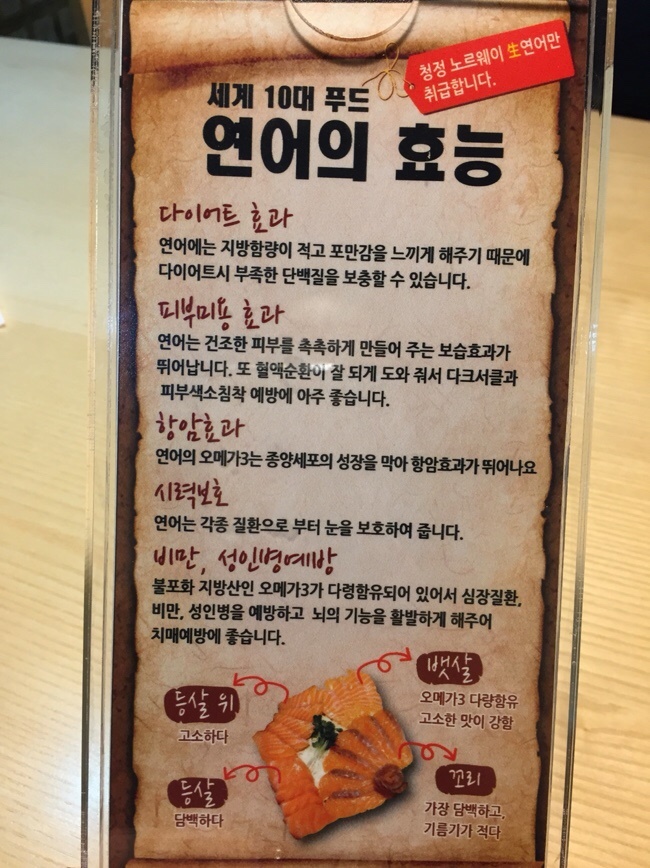 청정 노르웨이 生연어만
취급합니다.
세계 10대 푸드
연어의 효능
다이어트 효과
연어에는 지방함량이 적고 포만감을 느끼게 해주기 때문에
다이어트시 부족한 단백질을 보충할 수 있습니다.
피부미용 효과
연어는 건조한 피부를 촉촉하게 만들어 주는 보습효과가
뛰어납니다. 또 혈액순환이 잘 되게 도와 줘서 다크서클과
피부색소침착 예방에 아주 좋습니다.
항암효과
연어의 오메가3는 종양세포의 성장을 막아 항암효과가 뛰어나요
시력보호
연어는 각종 질환으로 부터 눈을 보호하여 줍니다.
비만, 성인병예방
불포화 지방산인 오메가3가 다령함유되어 있어서 심장질환,
비만, 성인병을 예방하고 뇌의 기능을 활발하게 해주어
치매예방에 좋습니다.
뱃살
오메가3 다량함유
고소한 맛이 강함
등살 위
고소하다
등살
담백하다
꼬리
가장 담백하고,
기름기가 적다